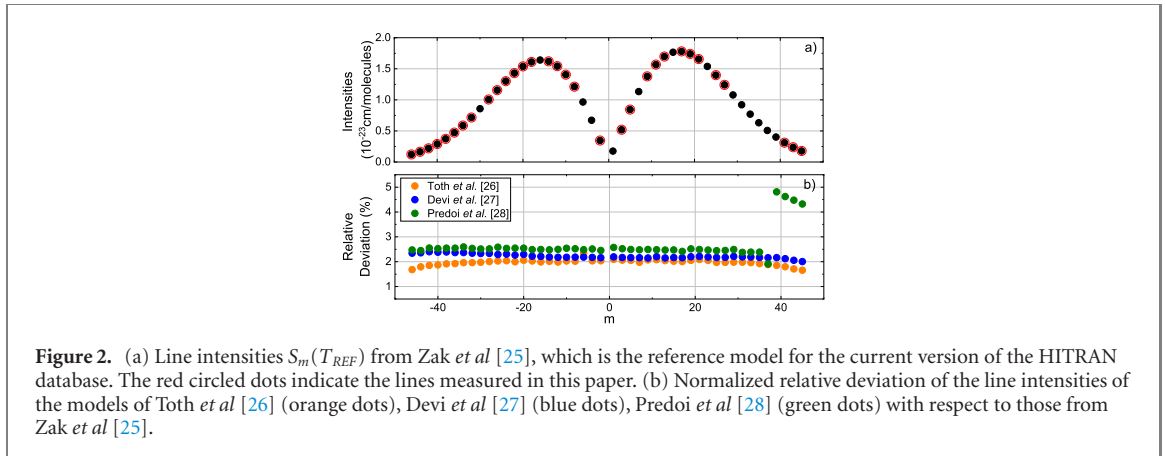 a)
Intensities
(10⁻²³cm/molecules)
2.0
1.5
1.0
0.5
0.0
b)
Toth et al. [26]
Devi et al. [27]
Predoi et al. [28]
Relative
Deviation (%)
5
4
3
2
1
-40 -20 0 20 40
m
Figure 2. (a) Line intensities Sₘ(T_REF) from Zak et al [25], which is the reference model for the current version of the HITRAN
database. The red circled dots indicate the lines measured in this paper. (b) Normalized relative deviation of the line intensities of
the models of Toth et al [26] (orange dots), Devi et al [27] (blue dots), Predoi et al [28] (green dots) with respect to those from
Zak et al [25].